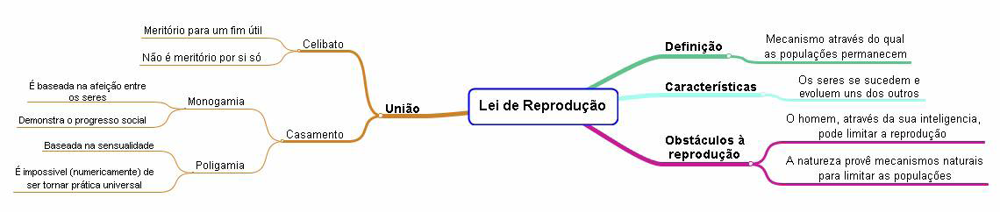 Lei de Reprodução
Definição
Mecanismo através do qual
as populações permanecem
Características
Os seres se sucedem e
evoluem uns dos outros
Obstáculos à
reprodução
O homem, através da sua inteligencia,
pode limitar a reprodução
A natureza provê mecanismos naturais
para limitar as populações
União
Celibato
Meritório para um fim útil
Não é meritório por si só
Casamento
Monogamia
É baseada na afeição entre
os seres
Demonstra o progresso social
Poligamia
Baseada na sensualidade
É impossivel (numericamente) de
ser tornar prática universal